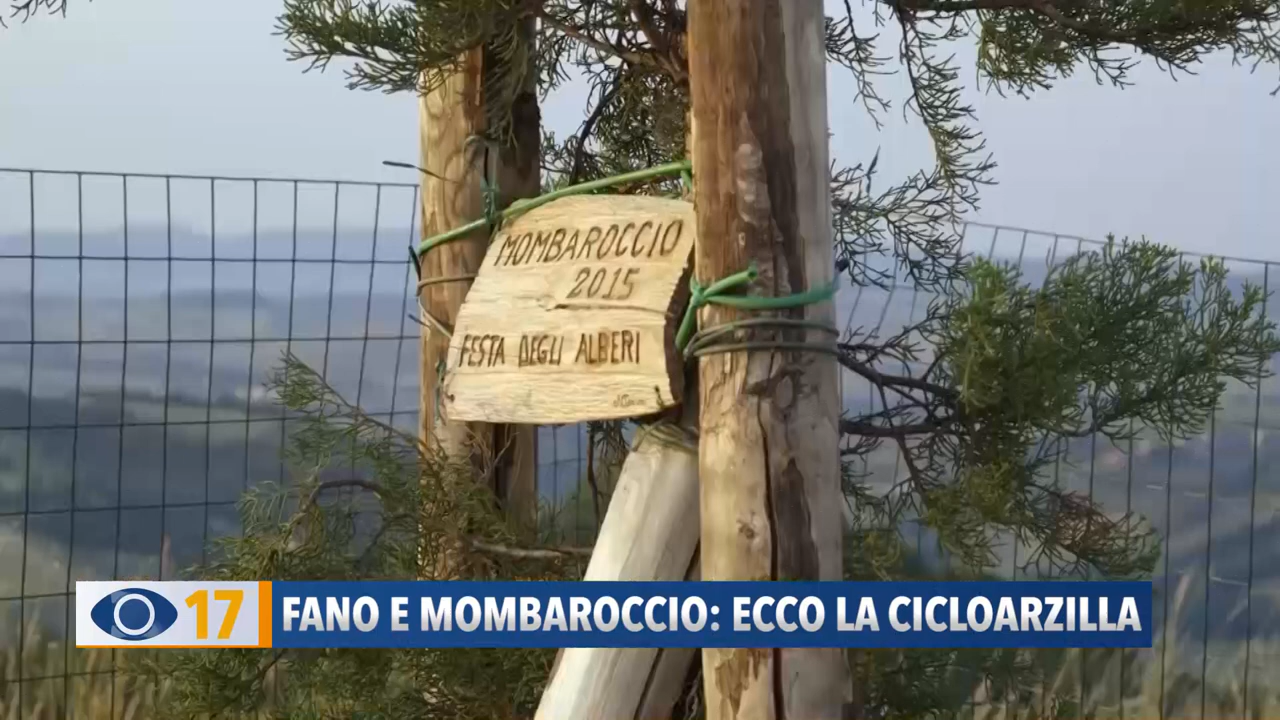 MOMBAROCCIO
2015
FESTA DEGLI ALBERI
17 FANO E MOMBAROCCIO: ECCO LA CICLOARZILLA